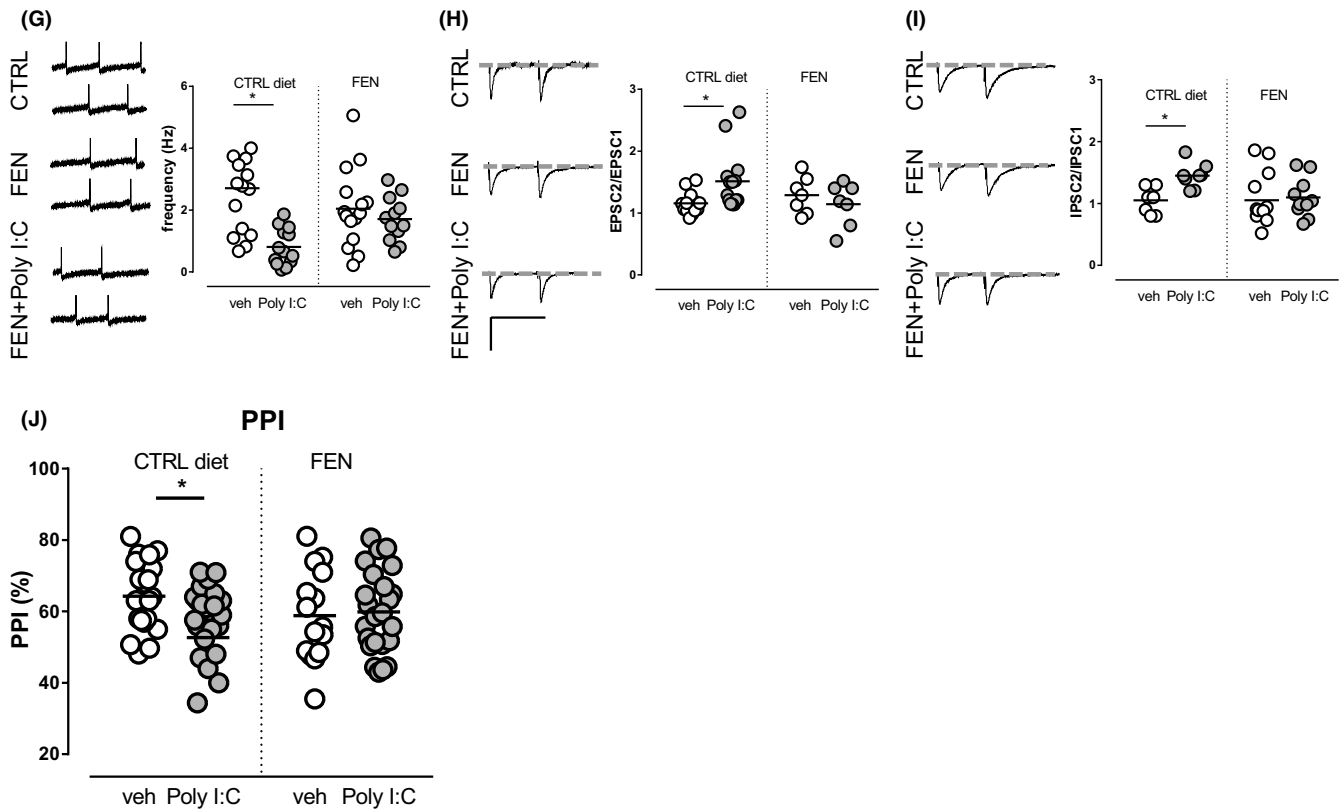 (G)
CTRL
FEN
FEN+Poly I:C
frequency (Hz)
6
4
2
0
CTRL diet
FEN
*
veh Poly I:C
veh Poly I:C
(H)
CTRL
FEN
FEN+Poly I:C
EPSC2/EPSC1
3
2
1
0
CTRL diet
FEN
*
veh Poly I:C
veh Poly I:C
(I)
CTRL
FEN
FEN+Poly I:C
IPSC2/IPSC1
3
2
1
0
CTRL diet
FEN
*
veh Poly I:C
veh Poly I:C
(J)
PPI
CTRL diet
FEN
*
PPI (%)
100
80
60
40
20
veh Poly I:C
veh Poly I:C